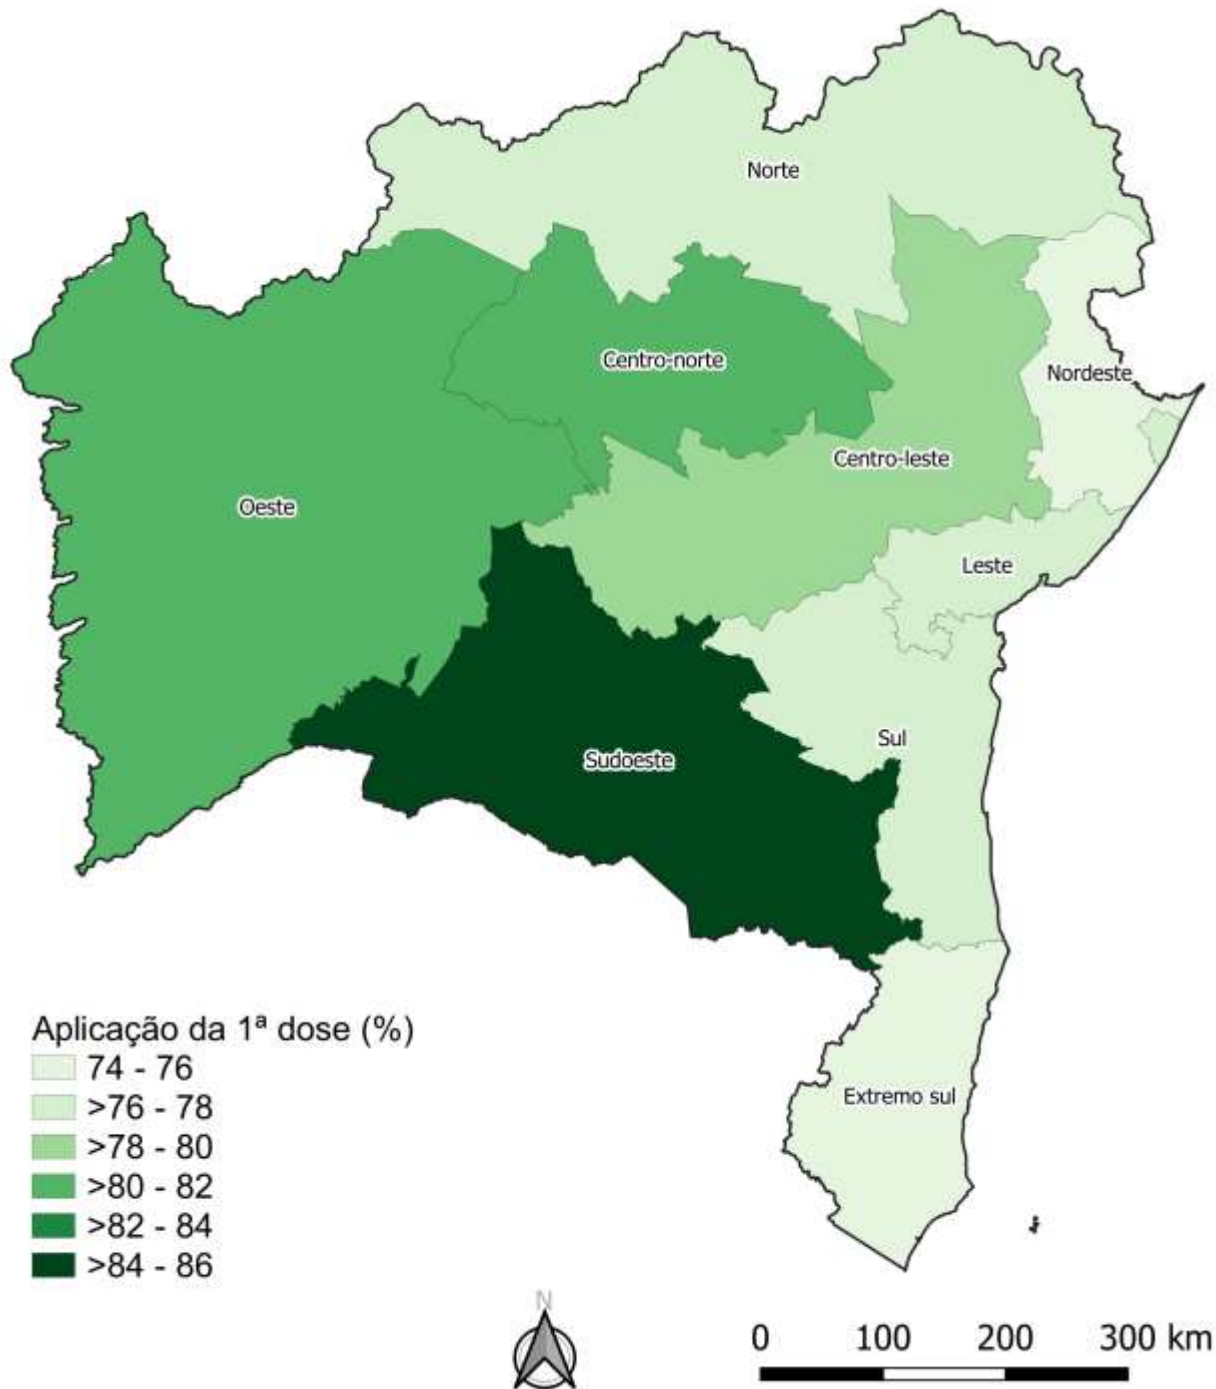 Norte
Centro-norte
Nordeste
Centro-leste
Oeste
Leste
Sul
Sudoeste
Extremo sul
Aplicação da 1ª dose (%)
74 - 76
>76 - 78
>78 - 80
>80 - 82
>82 - 84
>84 - 86
N
0 100 200 300 km